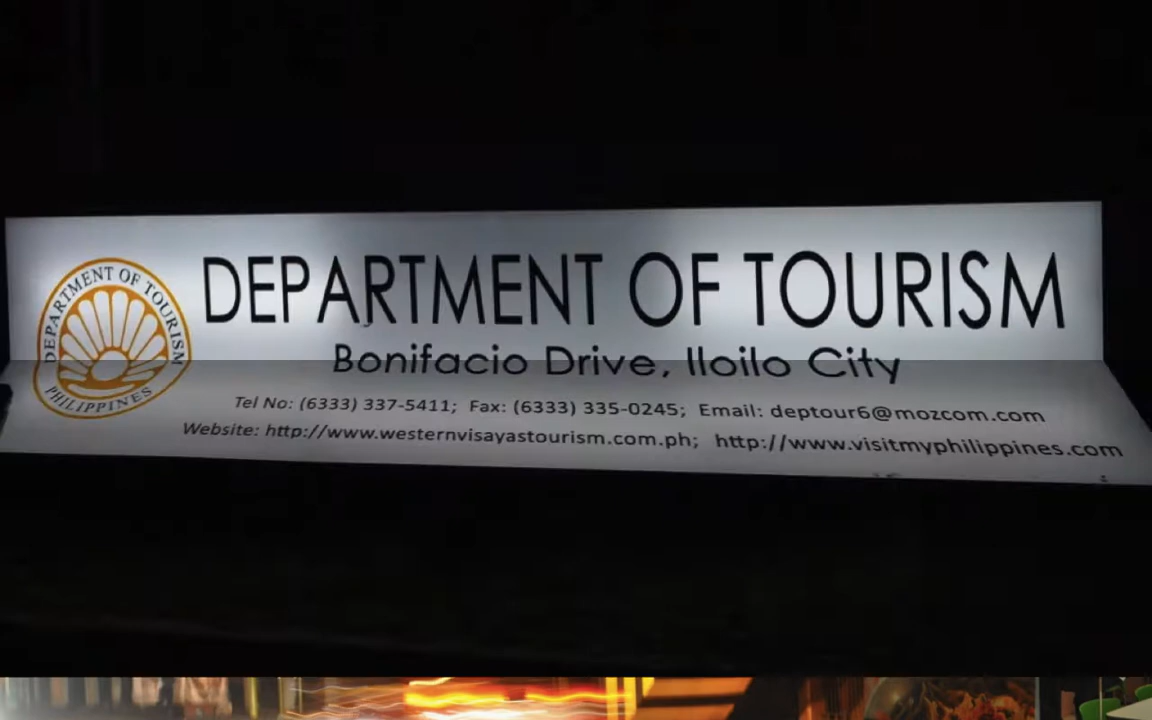 DEPARTMENT OF TOURISM
PHILIPPINES
DEPARTMENT OF TOURISM
Bonifacio Drive, Iloilo City
Tel No: (6333) 337-5411; Fax: (6333) 335-0245; Email: deptour6@mozcom.com
Website: http://www.westernvisayastourism.com.ph; http://www.visitmyphilippines.com